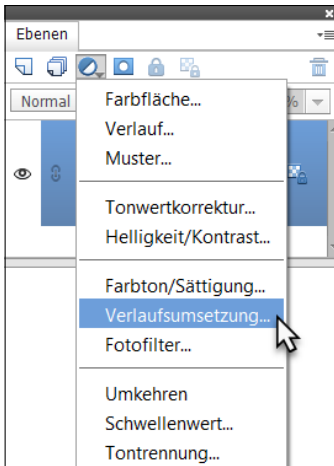 Ebenen
Normal %
Farbfläche...
Verlauf...
Muster...
Tonwertkorrektur...
Helligkeit/Kontrast...
Farbton/Sättigung...
Verlaufsumsetzung...
Fotofilter...
Umkehren
Schwellenwert...
Tontrennung...